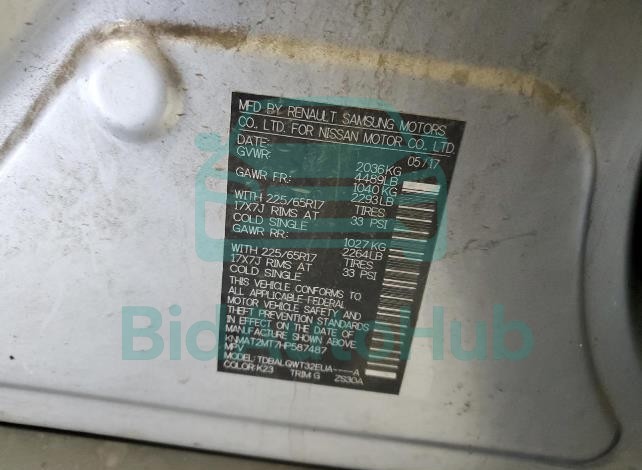 MFD BY RENAULT SAMSUNG MOTORS
CO., LTD. FOR NISSAN MOTOR CO., LTD.
DATE: 05/17
GVWR: 2036KG
4489LB
GAWR FR: 1040KG
2293LB
WITH 225/65R17 TIRES
17X7J RIMS AT 33 PSI
COLD SINGLE
GAWR RR: 1027KG
2264LB
WITH 225/65R17 TIRES
17X7J RIMS AT 33 PSI
COLD SINGLE
THIS VEHICLE CONFORMS TO
ALL APPLICABLE FEDERAL
MOTOR VEHICLE SAFETY AND
THEFT PREVENTION STANDARDS
IN EFFECT ON THE DATE OF
MANUFACTURE SHOWN ABOVE.
KNMAT2MT7HP587487
MPV
MODEL: TDBALGWT32EUA-----A
COLOR:K23 TRIM G ZS30A
BidAutoHub